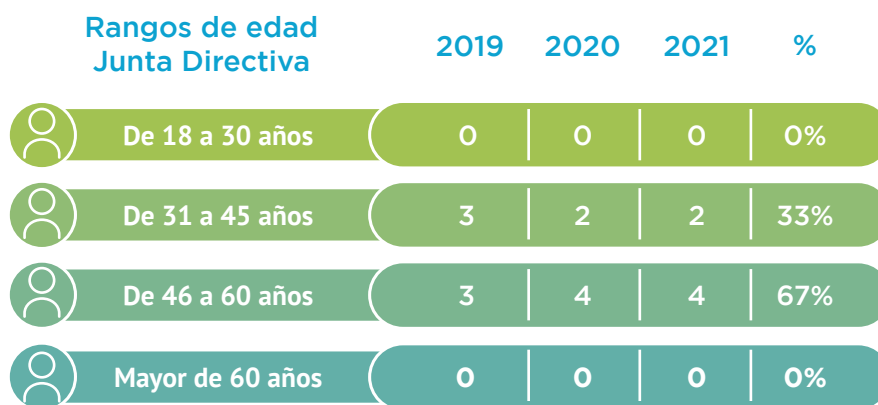 Rangos de edad
Junta Directiva
2019 2020 2021 %
De 18 a 30 años 0 0 0 0%
De 31 a 45 años 3 2 2 33%
De 46 a 60 años 3 4 4 67%
Mayor de 60 años 0 0 0 0%